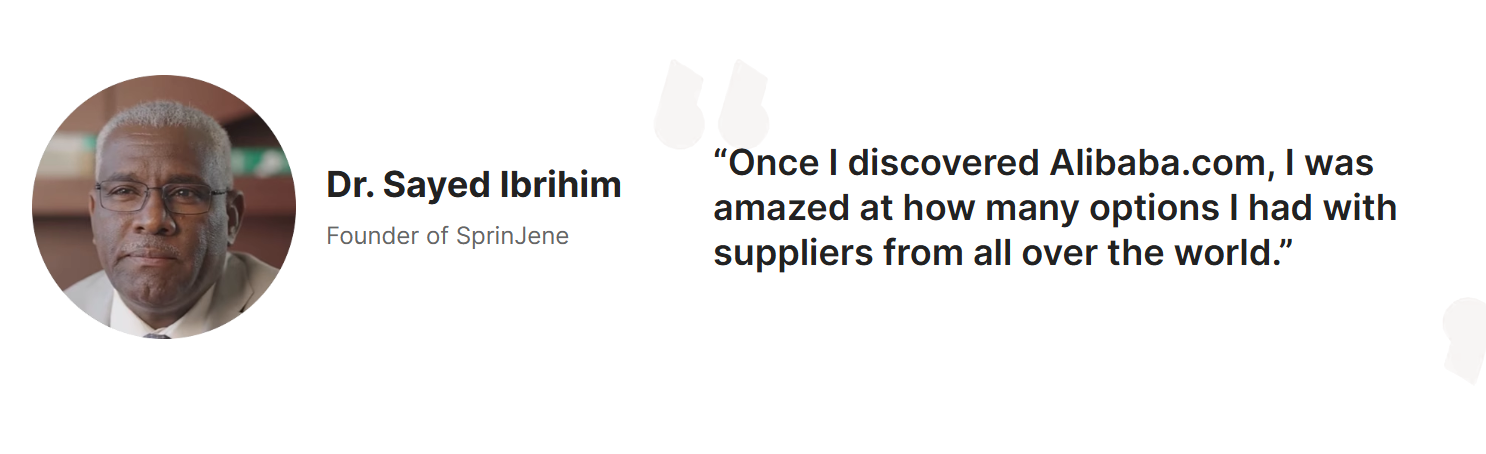 Dr. Sayed Ibrihim
Founder of SprinJene
“Once I discovered Alibaba.com, I was
amazed at how many options I had with
suppliers from all over the world.”